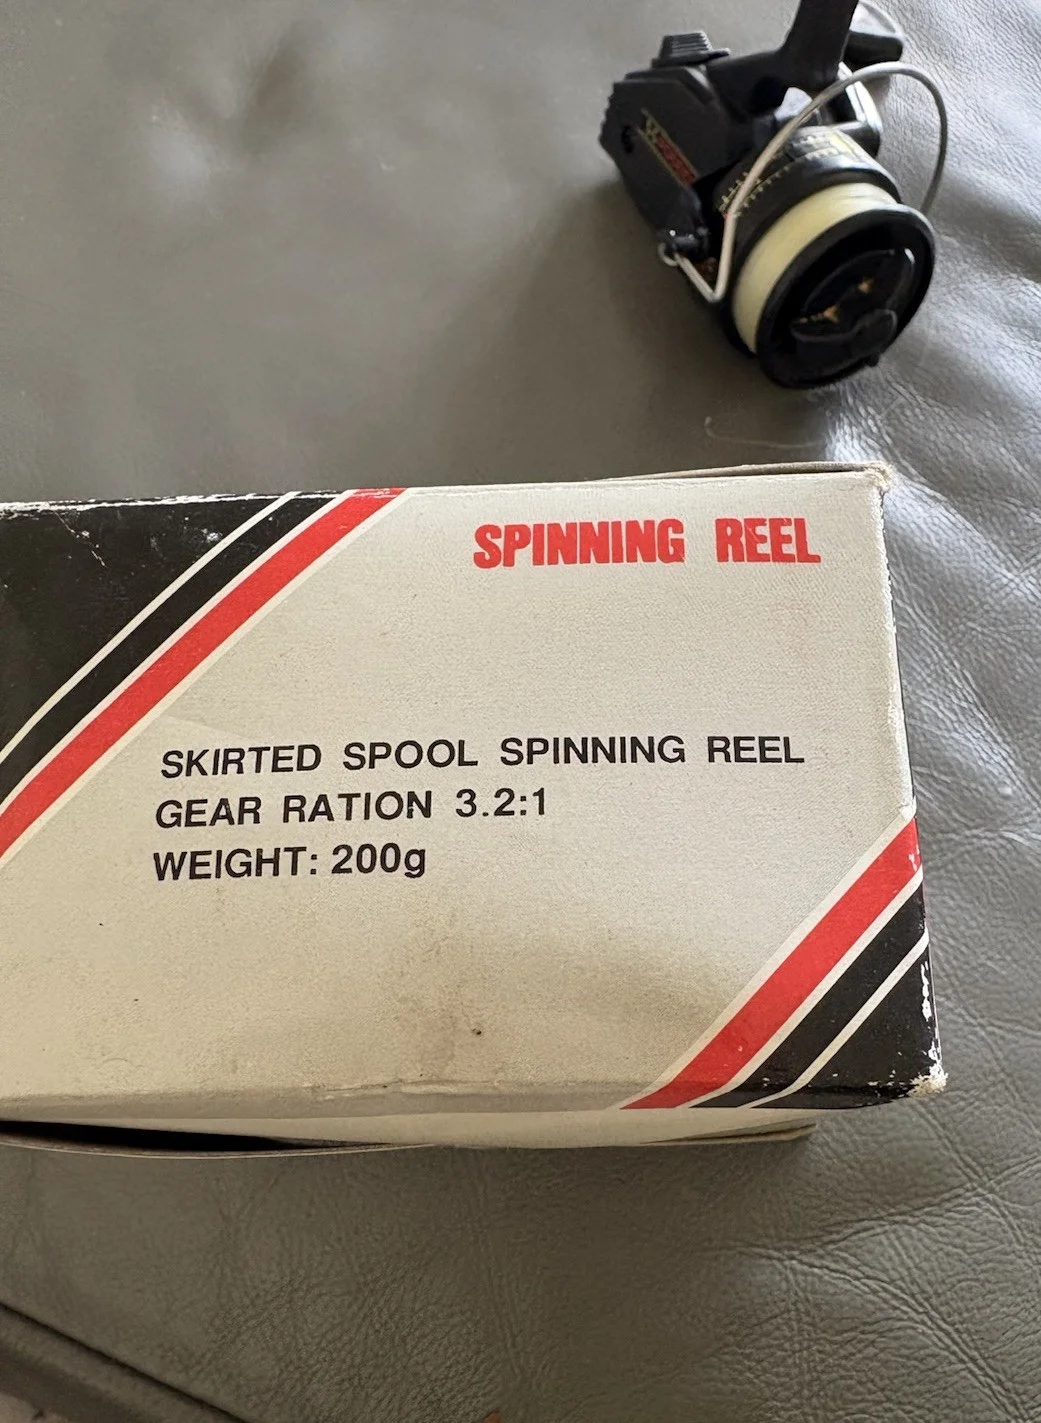 SPINNING REEL
SKIRTED SPOOL SPINNING REEL
GEAR RATION 3.2:1
WEIGHT: 200g